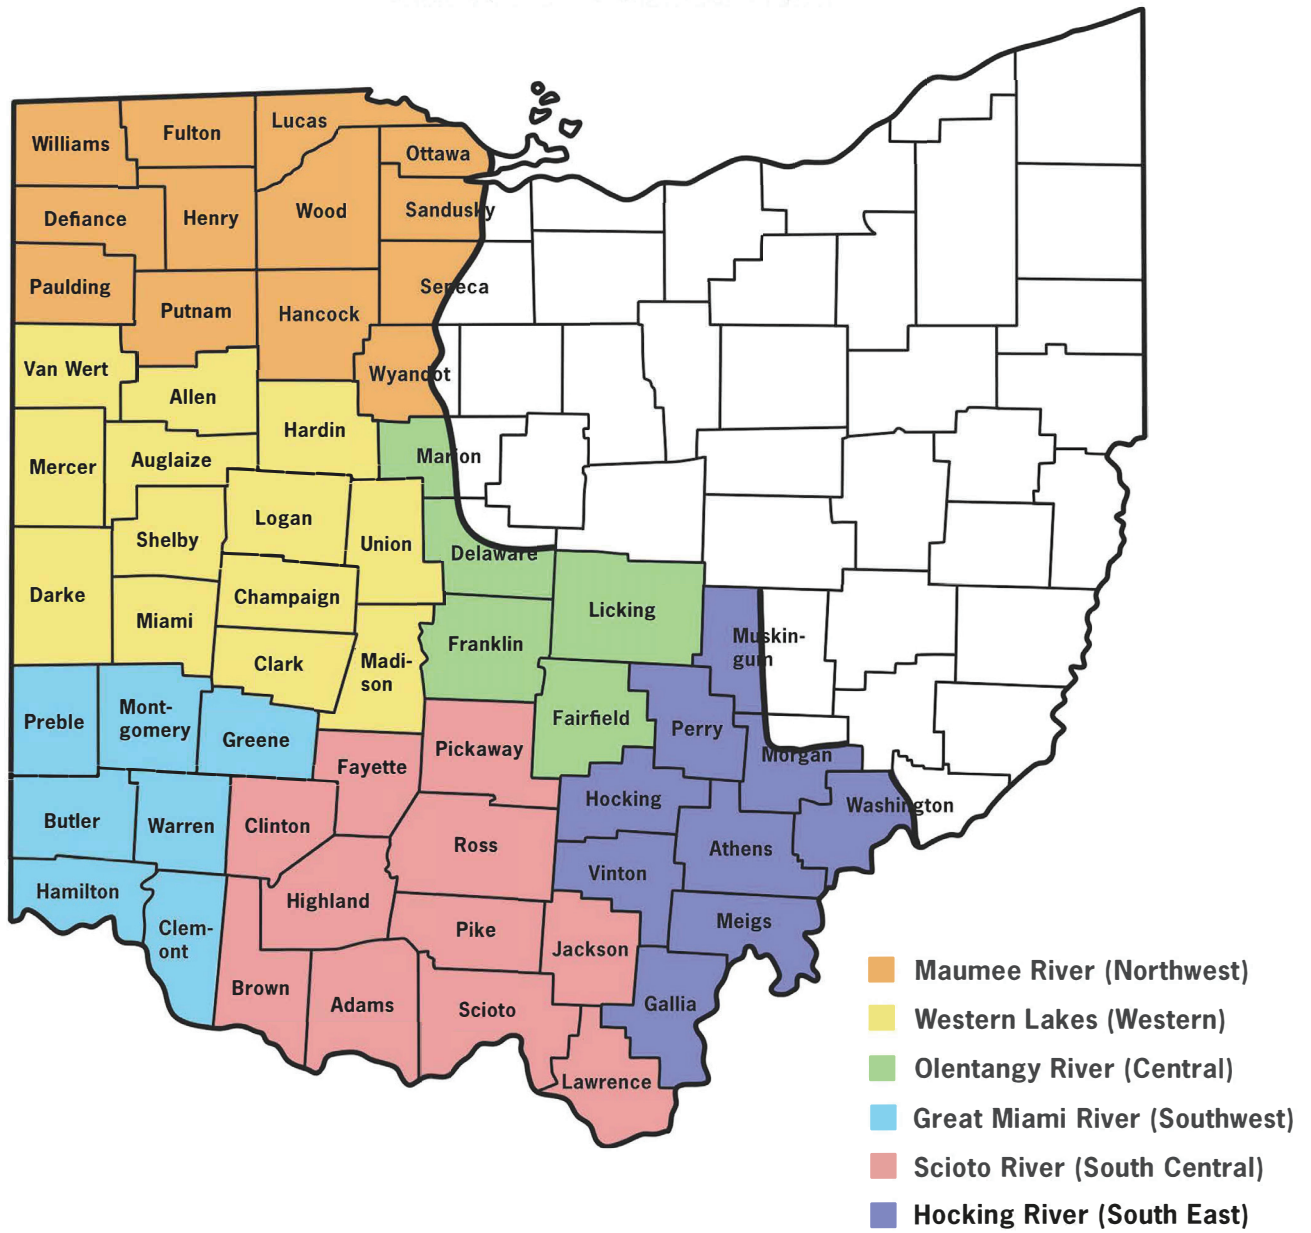 Williams
Fulton
Lucas
Ottawa
Defiance
Henry
Wood
Sandusky
Paulding
Putnam
Hancock
Seneca
Van Wert
Allen
Wyandot
Hardin
Marion
Mercer
Auglaize
Logan
Shelby
Union
Delaware
Darke
Champaign
Licking
Miami
Franklin
Muskin-
gum
Clark
Madi-
son
Preble
Mont-
gomery
Greene
Pickaway
Fairfield
Perry
Fayette
Morgan
Butler
Warren
Clinton
Ross
Hocking
Washington
Athens
Vinton
Hamilton
Highland
Clem-
ont
Pike
Jackson
Meigs
Brown
Adams
Scioto
Gallia
Lawrence
Maumee River (Northwest)
Western Lakes (Western)
Olentangy River (Central)
Great Miami River (Southwest)
Scioto River (South Central)
Hocking River (South East)